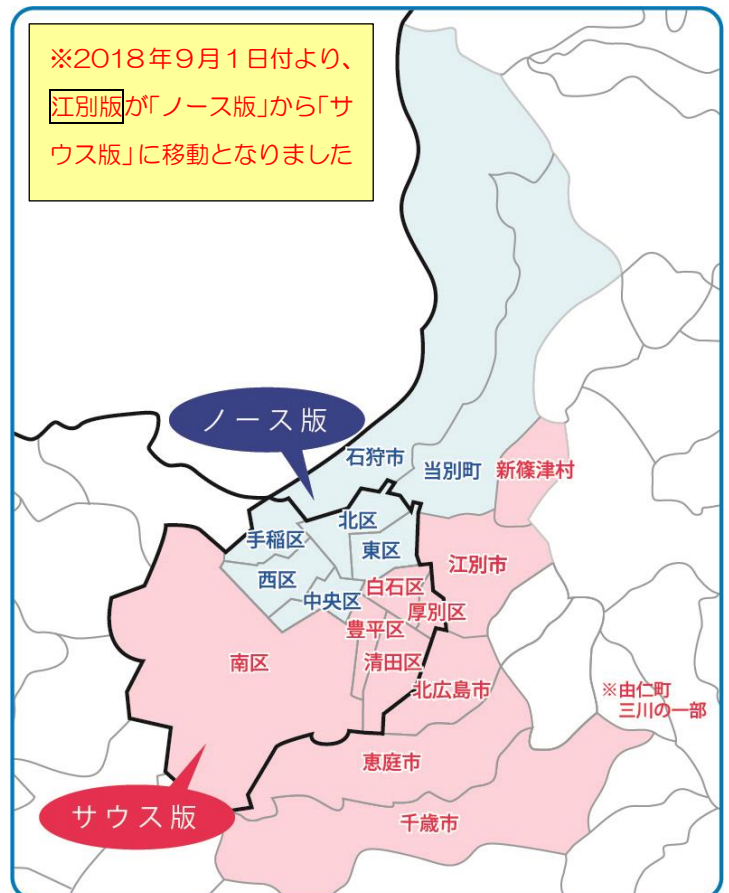 ※2018年9月1日付より、
江別版が「ノース版」から「サ
ウス版」に移動となりました
ノース版
石狩市
当別町
新篠津村
北区
手稲区
東区
江別市
西区
白石区
中央区
厚別区
豊平区
南区
清田区
北広島市
※由仁町
三川の一部
恵庭市
サウス版
千歳市